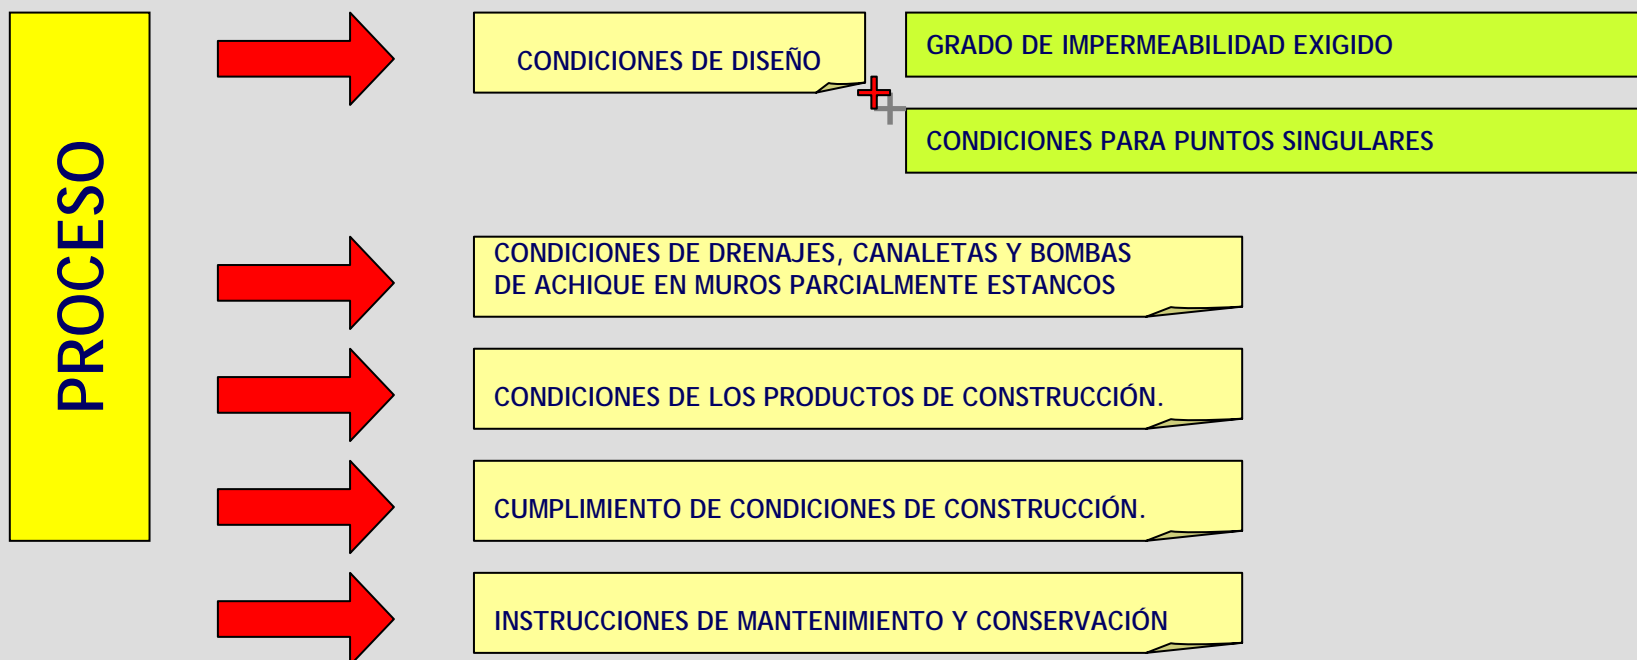 PROCESO
CONDICIONES DE DISEÑO
GRADO DE IMPERMEABILIDAD EXIGIDO
CONDICIONES PARA PUNTOS SINGULARES
CONDICIONES DE DRENAJES, CANALETAS Y BOMBAS
DE ACHIQUE EN MUROS PARCIALMENTE ESTANCOS
CONDICIONES DE LOS PRODUCTOS DE CONSTRUCCIÓN.
CUMPLIMIENTO DE CONDICIONES DE CONSTRUCCIÓN.
INSTRUCCIONES DE MANTENIMIENTO Y CONSERVACIÓN